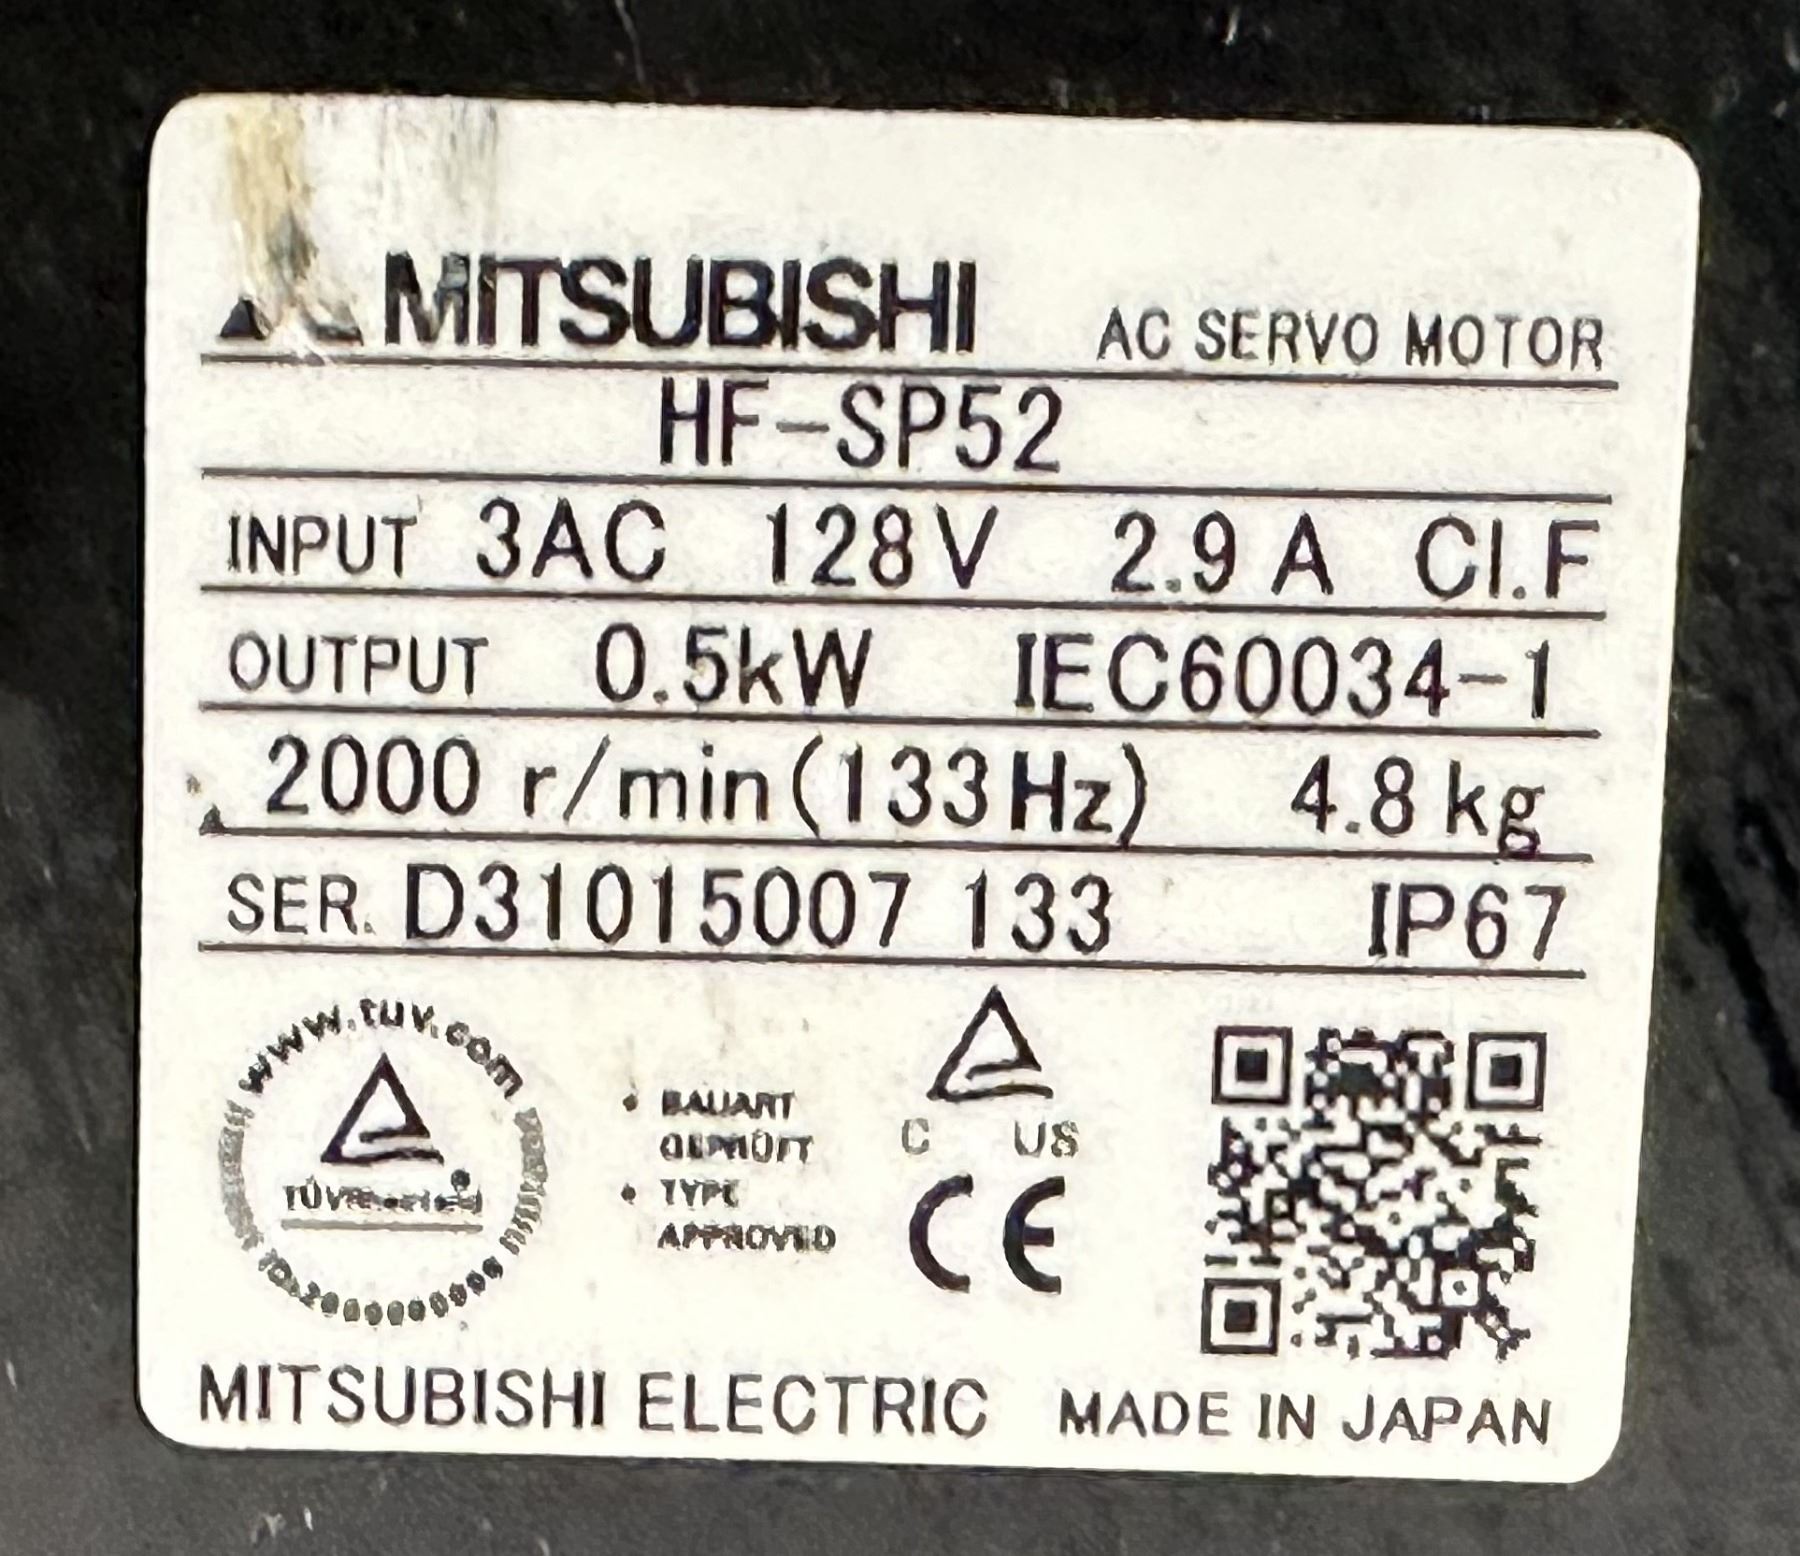 MITSUBISHI AC SERVO MOTOR
HF-SP52
INPUT 3AC 128V 2.9 A CI.F
OUTPUT 0.5kW IEC60034-1
2000 r/min(133Hz) 4.8 kg
SER. D31015007 133 IP67
www.tuv.com
BAUART
GEPRÜFT
TYPE
APPROVED
C US
CE
MITSUBISHI ELECTRIC MADE IN JAPAN